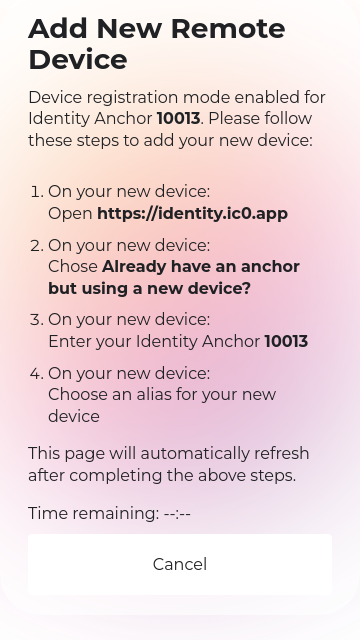 Add New Remote
Device
Device registration mode enabled for
Identity Anchor 10013. Please follow
these steps to add your new device:
1. On your new device:
Open https://identity.ic0.app
2. On your new device:
Chose Already have an anchor
but using a new device?
3. On your new device:
Enter your Identity Anchor 10013
4. On your new device:
Choose an alias for your new
device
This page will automatically refresh
after completing the above steps.
Time remaining: --:--
Cancel